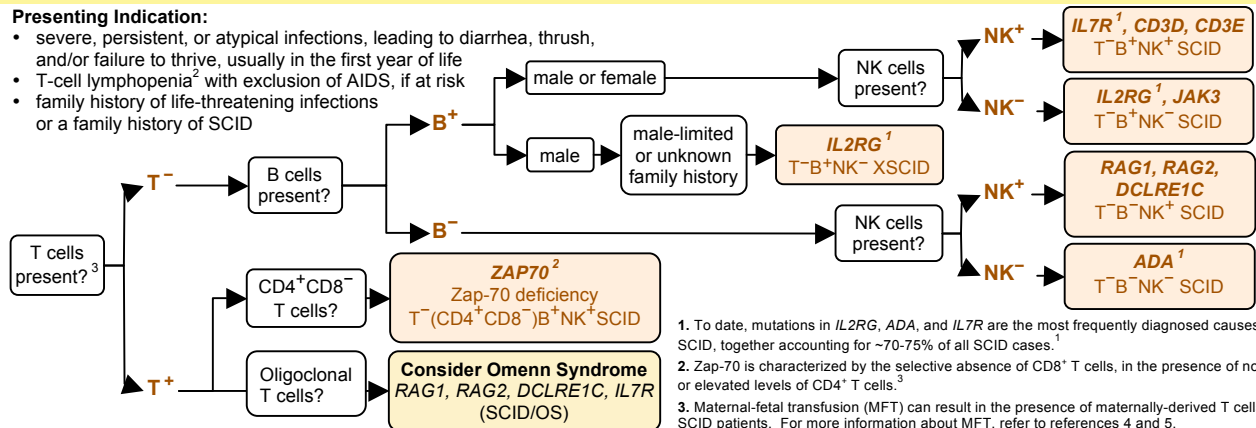 Presenting Indication:
• severe, persistent, or atypical infections, leading to diarrhea, thrush,
and/or failure to thrive, usually in the first year of life
• T-cell lymphopenia² with exclusion of AIDS, if at risk
• family history of life-threatening infections
or a family history of SCID
T cells
present?³
T⁻
B cells
present?
B⁺
male or female
NK cells
present?
NK⁺
IL7R¹, CD3D, CD3E
T⁻B⁺NK⁺ SCID
NK⁻
IL2RG¹, JAK3
T⁻B⁺NK⁻ SCID
male
male-limited
or unknown
family history
IL2RG¹
T⁻B⁺NK⁻ XSCID
B⁻
NK cells
present?
NK⁺
RAG1, RAG2,
DCLRE1C
T⁻B⁻NK⁺ SCID
NK⁻
ADA¹
T⁻B⁻NK⁻ SCID
T⁺
CD4⁺CD8⁻
T cells?
ZAP70²
Zap-70 deficiency
T⁻(CD4⁺CD8⁻)B⁺NK⁺SCID
Oligoclonal
T cells?
Consider Omenn Syndrome
RAG1, RAG2, DCLRE1C, IL7R
(SCID/OS)
1. To date, mutations in IL2RG, ADA, and IL7R are the most frequently diagnosed causes
SCID, together accounting for ~70-75% of all SCID cases.¹
2. Zap-70 is characterized by the selective absence of CD8⁺ T cells, in the presence of no
or elevated levels of CD4⁺ T cells.³
3. Maternal-fetal transfusion (MFT) can result in the presence of maternally-derived T cell
SCID patients. For more information about MFT, refer to references 4 and 5.